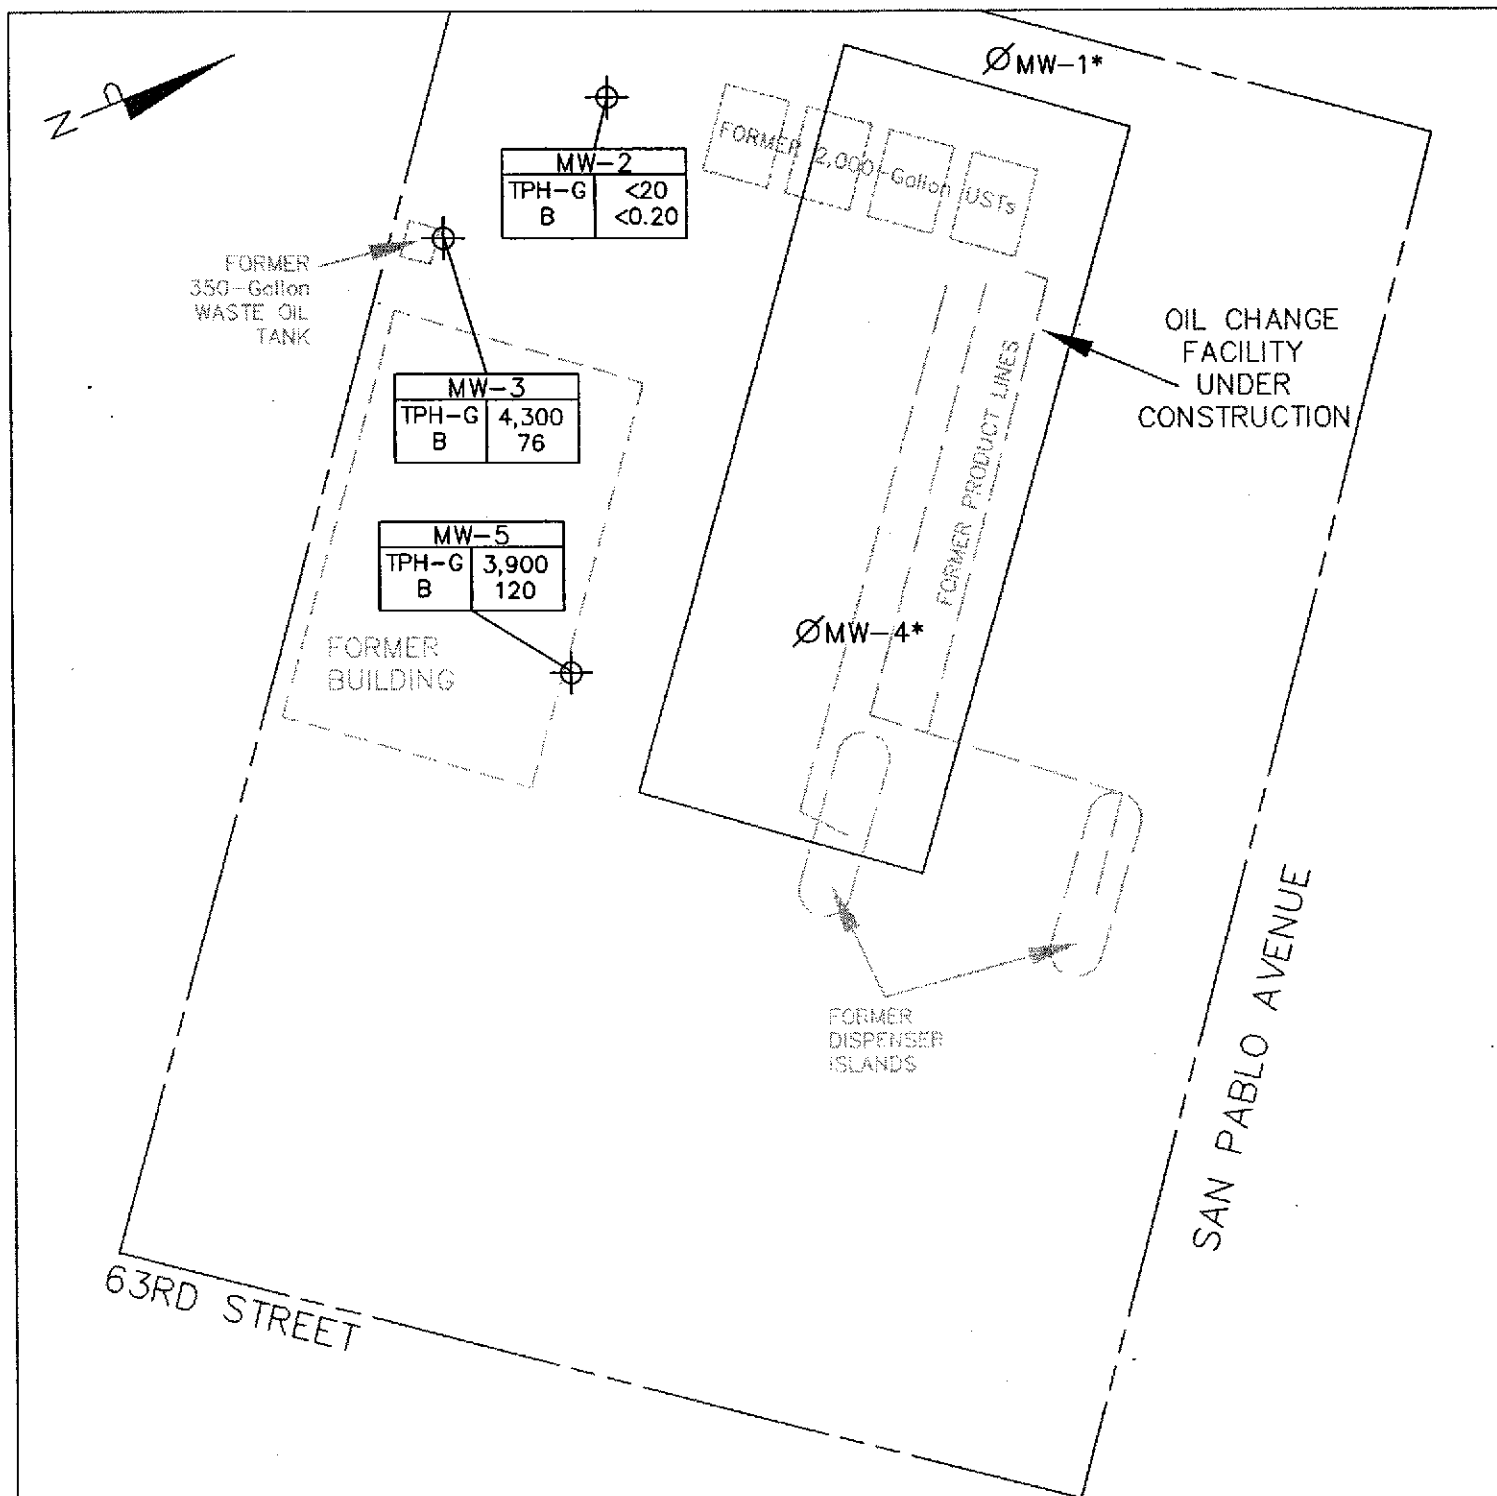 N
MW-1*
FORMER 2,000-Gallon USTs
MW-2
TPH-G <20
B <0.20
FORMER
350-Gallon
WASTE OIL
TANK
OIL CHANGE
FACILITY
UNDER
CONSTRUCTION
MW-3
TPH-G 4,300
B 76
FORMER PRODUCT LINES
MW-5
TPH-G 3,900
B 120
MW-4*
FORMER
BUILDING
FORMER
DISPENSER
ISLANDS
SAN PABLO AVENUE
63RD STREET